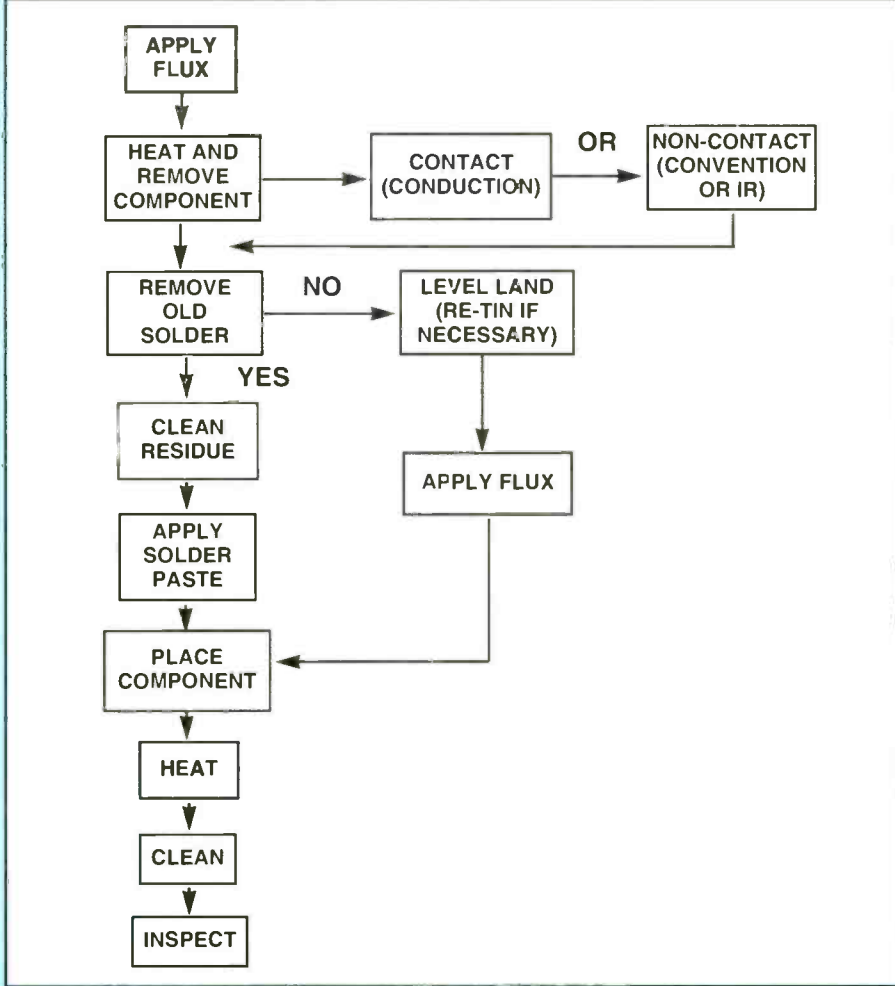 APPLY
FLUX
HEAT AND
REMOVE
COMPONENT
CONTACT
(CONDUCTION)
OR
NON-CONTACT
(CONVENTION
OR IR)
REMOVE
OLD
SOLDER
NO
LEVEL LAND
(RE-TIN IF
NECESSARY)
YES
CLEAN
RESIDUE
APPLY FLUX
APPLY
SOLDER
PASTE
PLACE
COMPONENT
HEAT
CLEAN
INSPECT